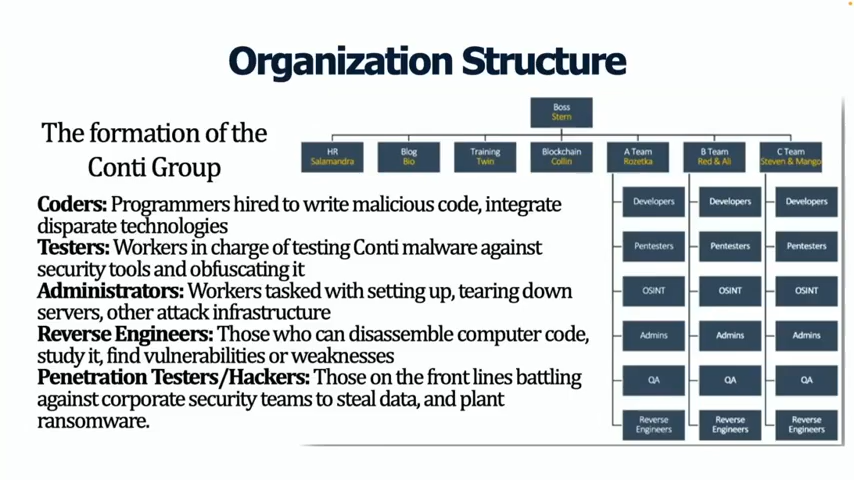 Organization Structure
The formation of the
Conti Group
Coders: Programmers hired to write malicious code, integrate
disparate technologies
Testers: Workers in charge of testing Conti malware against
security tools and obfuscating it
Administrators: Workers tasked with setting up, tearing down
servers, other attack infrastructure
Reverse Engineers: Those who can disassemble computer code,
study it, find vulnerabilities or weaknesses
Penetration Testers/Hackers: Those on the front lines battling
against corporate security teams to steal data, and plant
ransomware.
Boss
Stern
HR
Salamandra
Blog
Bio
Training
Twin
Blockchain
Collin
A Team
Rozetka
B Team
Red & Ali
C Team
Steven & Mango
Developers
Developers
Developers
Pentesters
Pentesters
Pentesters
OSINT
OSINT
OSINT
Admins
Admins
Admins
QA
QA
QA
Reverse
Engineers
Reverse
Engineers
Reverse
Engineers